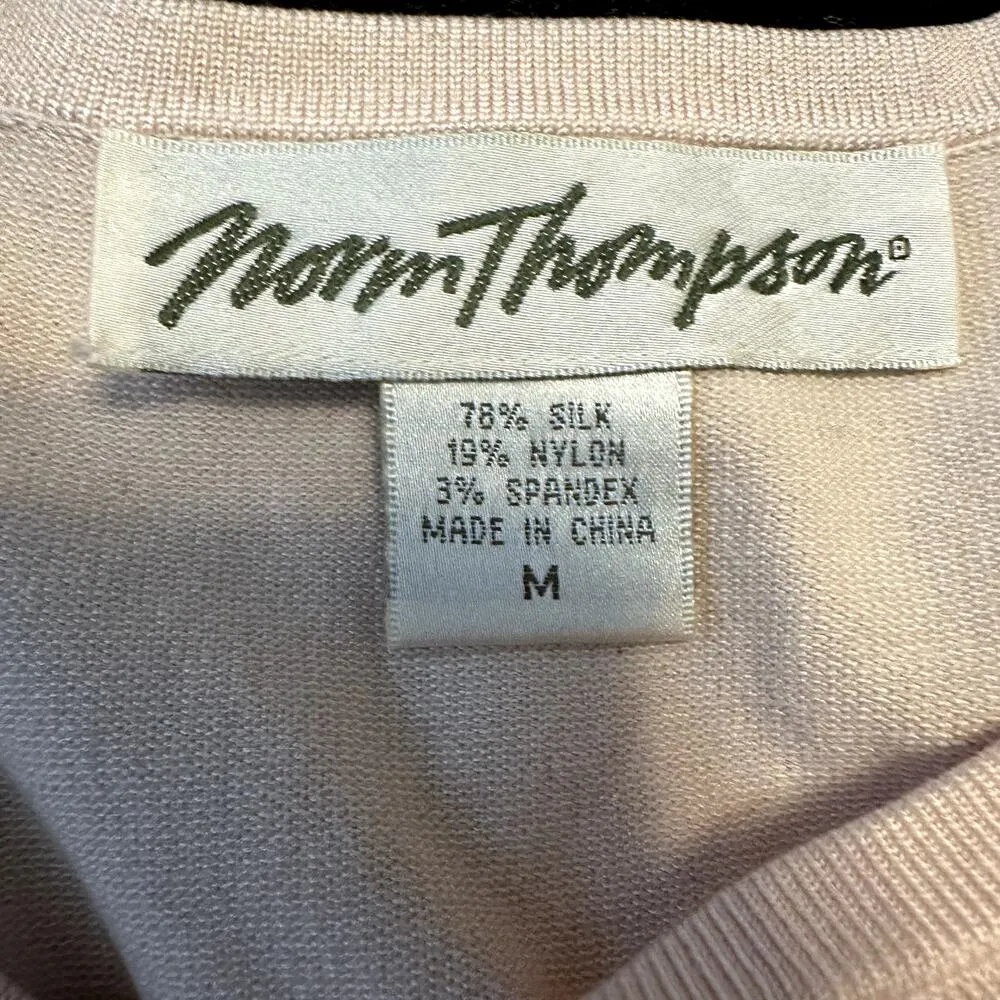 Norm Thompson®
78% SILK
19% NYLON
3% SPANDEX
MADE IN CHINA
M